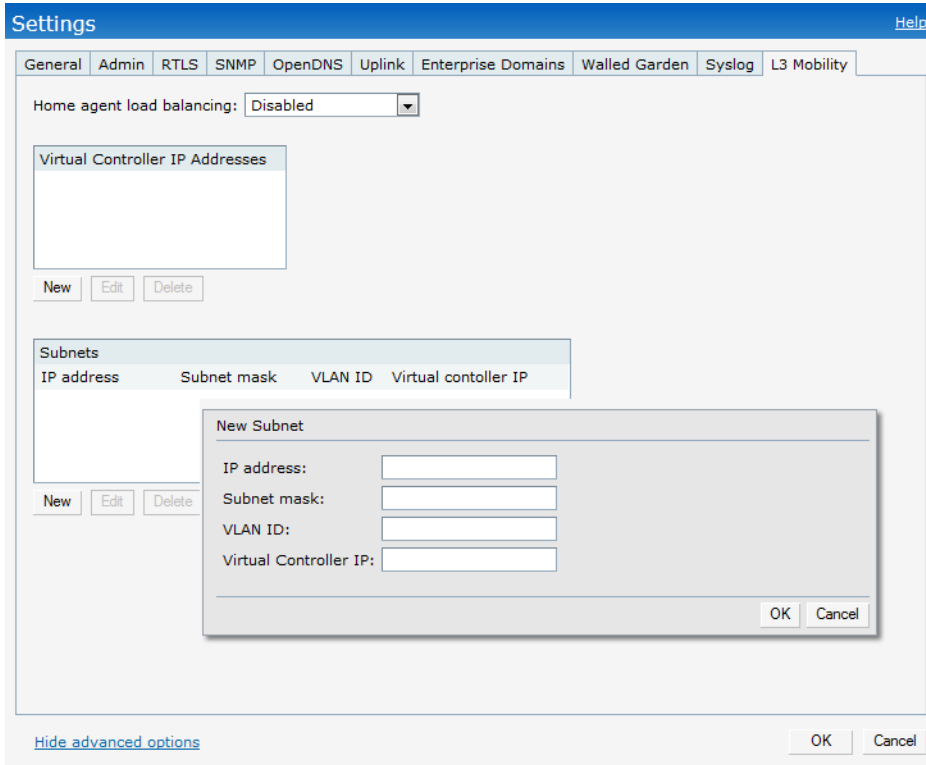 Settings
Help
General Admin RTLS SNMP OpenDNS Uplink Enterprise Domains Walled Garden Syslog L3 Mobility
Home agent load balancing: Disabled
Virtual Controller IP Addresses
New Edit Delete
Subnets
IP address Subnet mask VLAN ID Virtual contoller IP
New Edit Delete
New Subnet
IP address:
Subnet mask:
VLAN ID:
Virtual Controller IP:
OK Cancel
Hide advanced options
OK Cancel